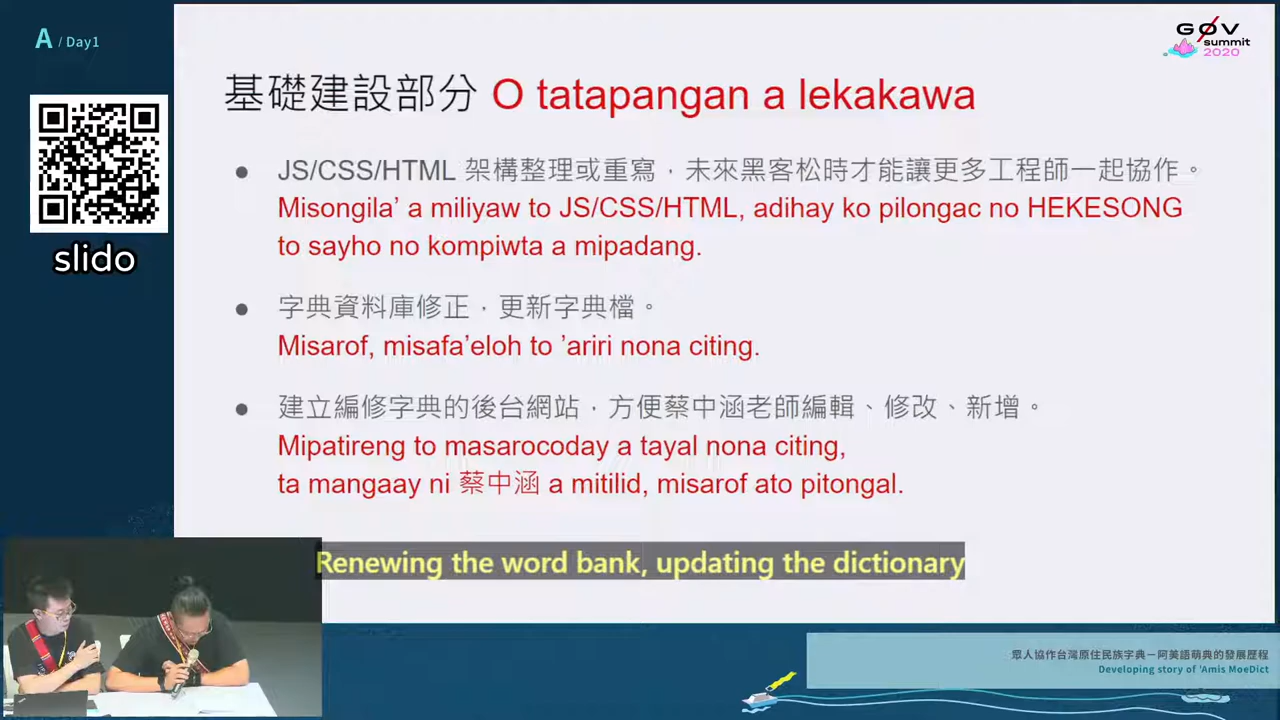 A / Day1
GØV
summit
2020
slido
基礎建設部分 O tatapangan a lekakawa
● JS/CSS/HTML 架構整理或重寫，未來黑客松時才能讓更多工程師一起協作。
Misongila’ a miliyaw to JS/CSS/HTML, adihay ko pilongac no HEKESONG
to sayho no kompiwta a mipadang.
● 字典資料庫修正，更新字典檔。
Misarof, misafa’eloh to ’ariri nona citing.
● 建立編修字典的後台網站，方便蔡中涵老師編輯、修改、新增。
Mipatireng to masarocoday a tayal nona citing,
ta mangaay ni 蔡中涵 a mitilid, misarof ato pitongal.
Renewing the word bank, updating the dictionary
眾人協作台灣原住民族字典－阿美語萌典的發展歷程
Developing story of 'Amis MoeDict